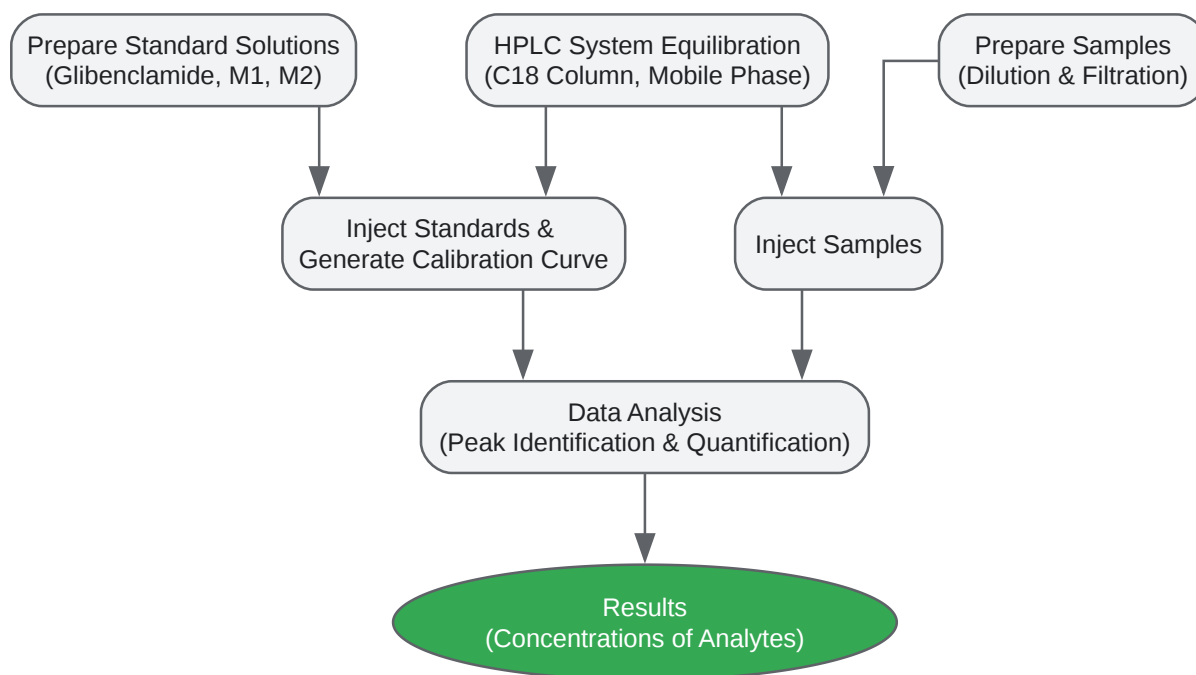 Prepare Standard Solutions
(Glibenclamide, M1, M2)
HPLC System Equilibration
(C18 Column, Mobile Phase)
Prepare Samples
(Dilution & Filtration)
Inject Standards &
Generate Calibration Curve
Inject Samples
Data Analysis
(Peak Identification & Quantification)
Results
(Concentrations of Analytes)